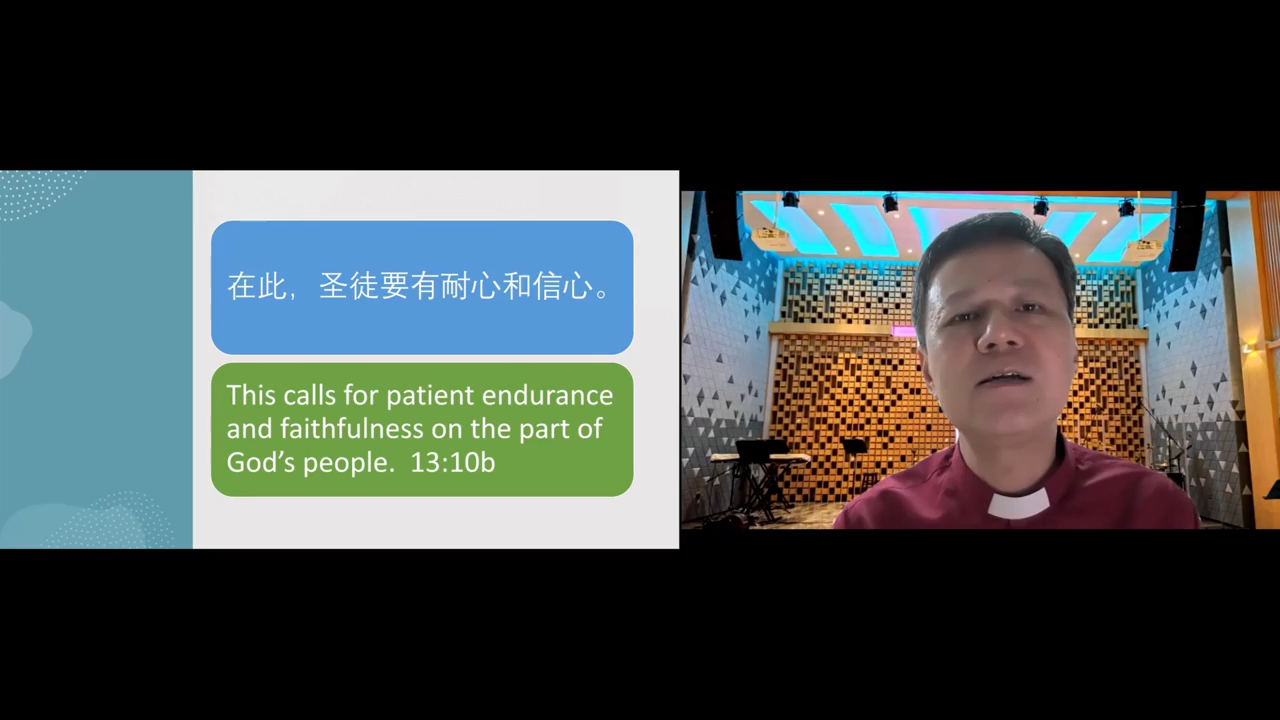 在此，圣徒要有耐心和信心。
This calls for patient endurance
and faithfulness on the part of
God’s people.  13:10b